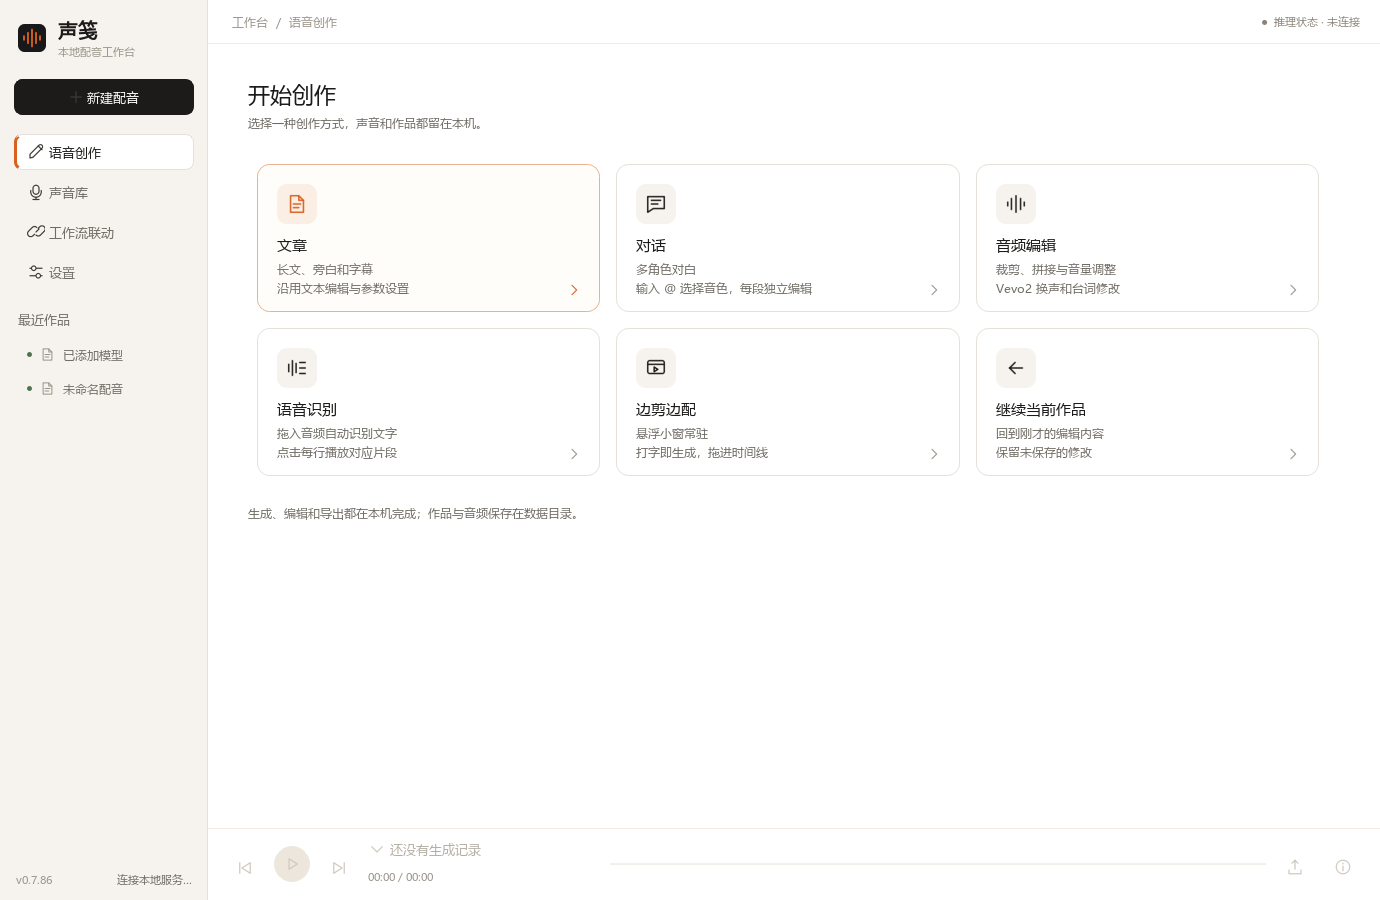 声笺
本地配音工作台
新建配音
语音创作
声音库
工作流联动
设置
最近作品
已添加模型
未命名配音
v0.7.86
连接本地服务...
工作台 / 语音创作
推理状态 · 未连接
开始创作
选择一种创作方式，声音和作品都留在本机。
文章
长文、旁白和字幕
沿用文本编辑与参数设置
对话
多角色对白
输入 @ 选择音色，每段独立编辑
音频编辑
裁剪、拼接与音量调整
Vevo2 换声和台词修改
语音识别
拖入音频自动识别文字
点击每行播放对应片段
边剪边配
悬浮小窗常驻
打字即生成，拖进时间线
继续当前作品
回到刚才的编辑内容
保留未保存的修改
生成、编辑和导出都在本机完成；作品与音频保存在数据目录。
还没有生成记录
00:00 / 00:00